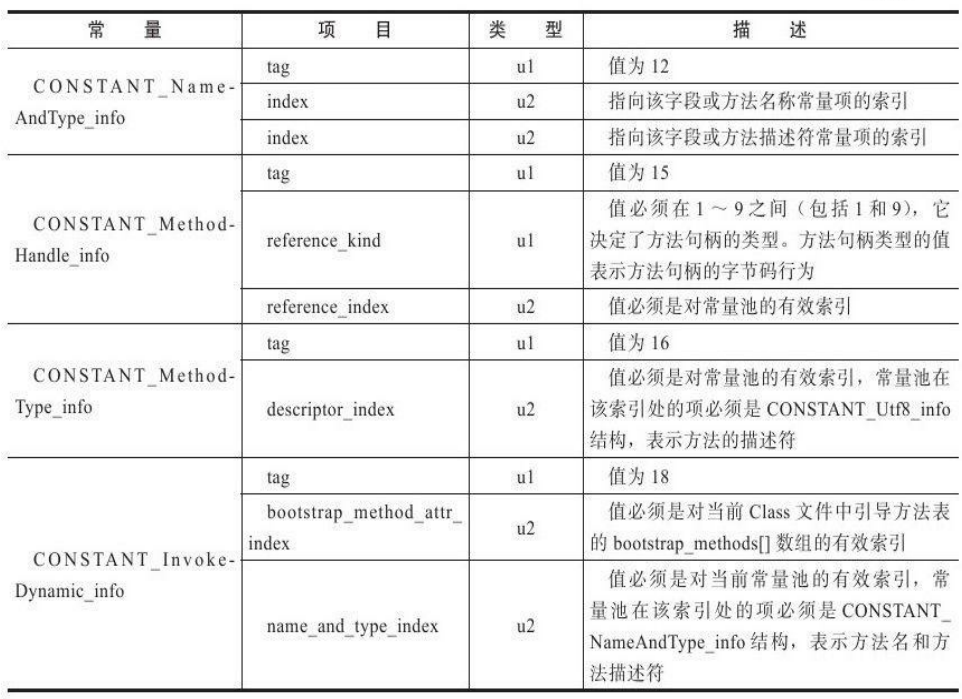 常 量 项 目 类 型 描 述
CONSTANT_Name-
AndType_info
tag u1 值为 12
index u2 指向该字段或方法名称常量项的索引
index u2 指向该字段或方法描述符常量项的索引
CONSTANT_Method-
Handle_info
tag u1 值为 15
reference_kind u1 值必须在 1 ～ 9 之间（包括 1 和 9），它
决定了方法句柄的类型。方法句柄类型的值
表示方法句柄的字节码行为
reference_index u2 值必须是对常量池的有效索引
CONSTANT_Method-
Type_info
tag u1 值为 16
descriptor_index u2 值必须是对常量池的有效索引，常量池在
该索引处的项必须是 CONSTANT_Utf8_info
结构，表示方法的描述符
CONSTANT_Invoke-
Dynamic_info
tag u1 值为 18
bootstrap_method_attr_
index u2 值必须是对当前 Class 文件中引导方法表
的 bootstrap_methods[] 数组的有效索引
name_and_type_index u2 值必须是对当前常量池的有效索引，常
量池在该索引处的项必须是 CONSTANT_
NameAndType_info 结构，表示方法名和方
法描述符